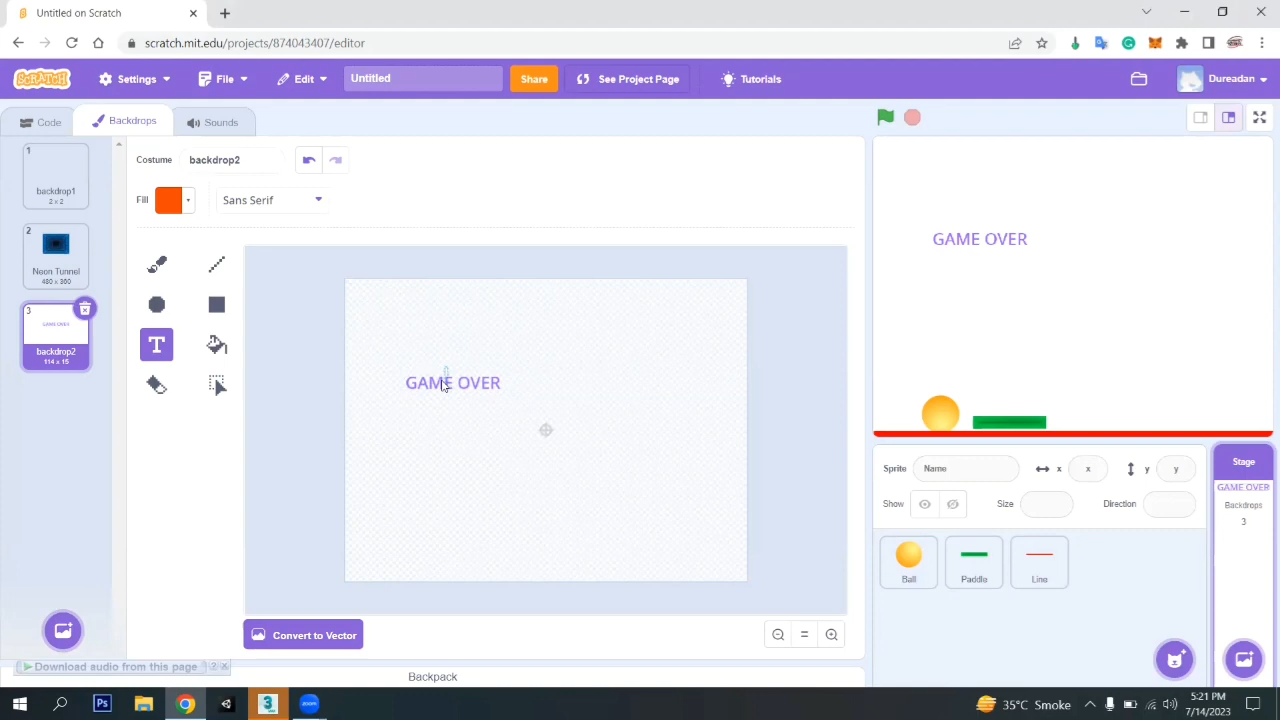 Untitled on Scratch
scratch.mit.edu/projects/874043407/editor
SCRATCH
Settings
File
Edit
Untitled
Share
See Project Page
Tutorials
Dureadan
Code
Backdrops
Sounds
1
backdrop1
2 x 2
2
Neon Tunnel
480 x 360
3
GAME OVER
backdrop2
114 x 15
Costume
backdrop2
Fill
Sans Serif
T
GAME OVER
Convert to Vector
Download audio from this page
?
Backpack
GAME OVER
Sprite
Name
x
x
y
y
Show
Size
Direction
Ball
Paddle
Line
Stage
GAME OVER
Backdrops
3
Ps
3
zoom
35°C Smoke
5:21 PM
7/14/2023